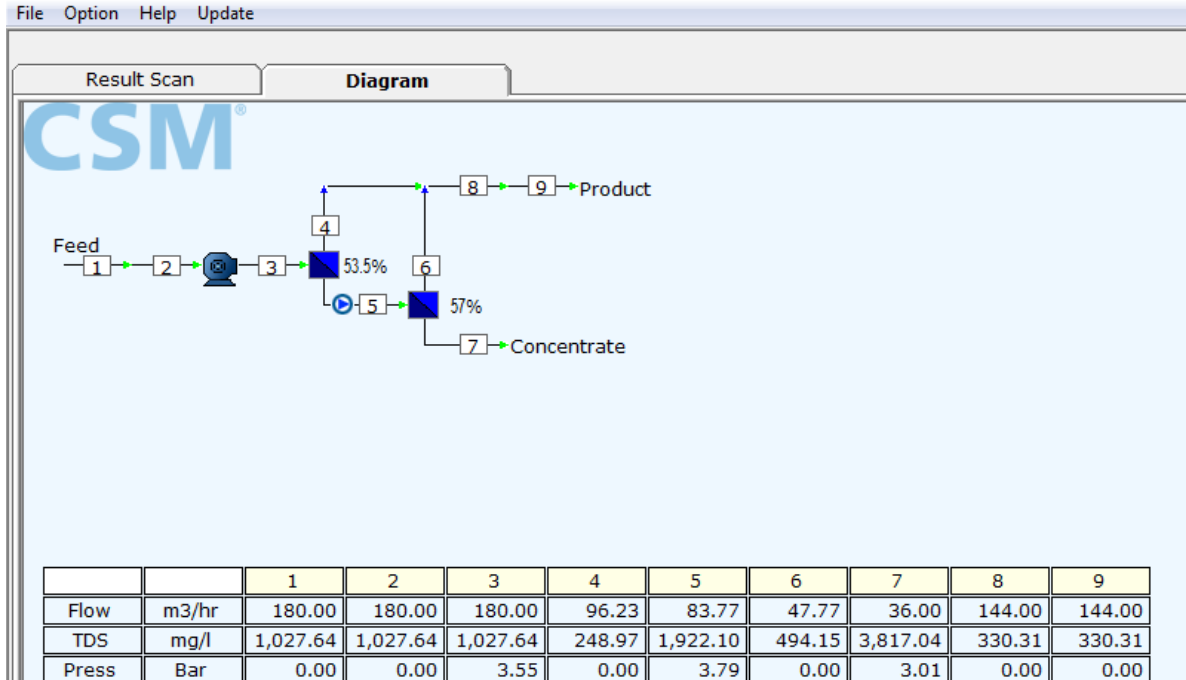 File Option Help Update
Result Scan Diagram
CSM®
8 9 Product
4
Feed
1 2 3 53.5% 6
5 57%
7 Concentrate
1 2 3 4 5 6 7 8 9
Flow m3/hr 180.00 180.00 180.00 96.23 83.77 47.77 36.00 144.00 144.00
TDS mg/l 1,027.64 1,027.64 1,027.64 248.97 1,922.10 494.15 3,817.04 330.31 330.31
Press Bar 0.00 0.00 3.55 0.00 3.79 0.00 3.01 0.00 0.00